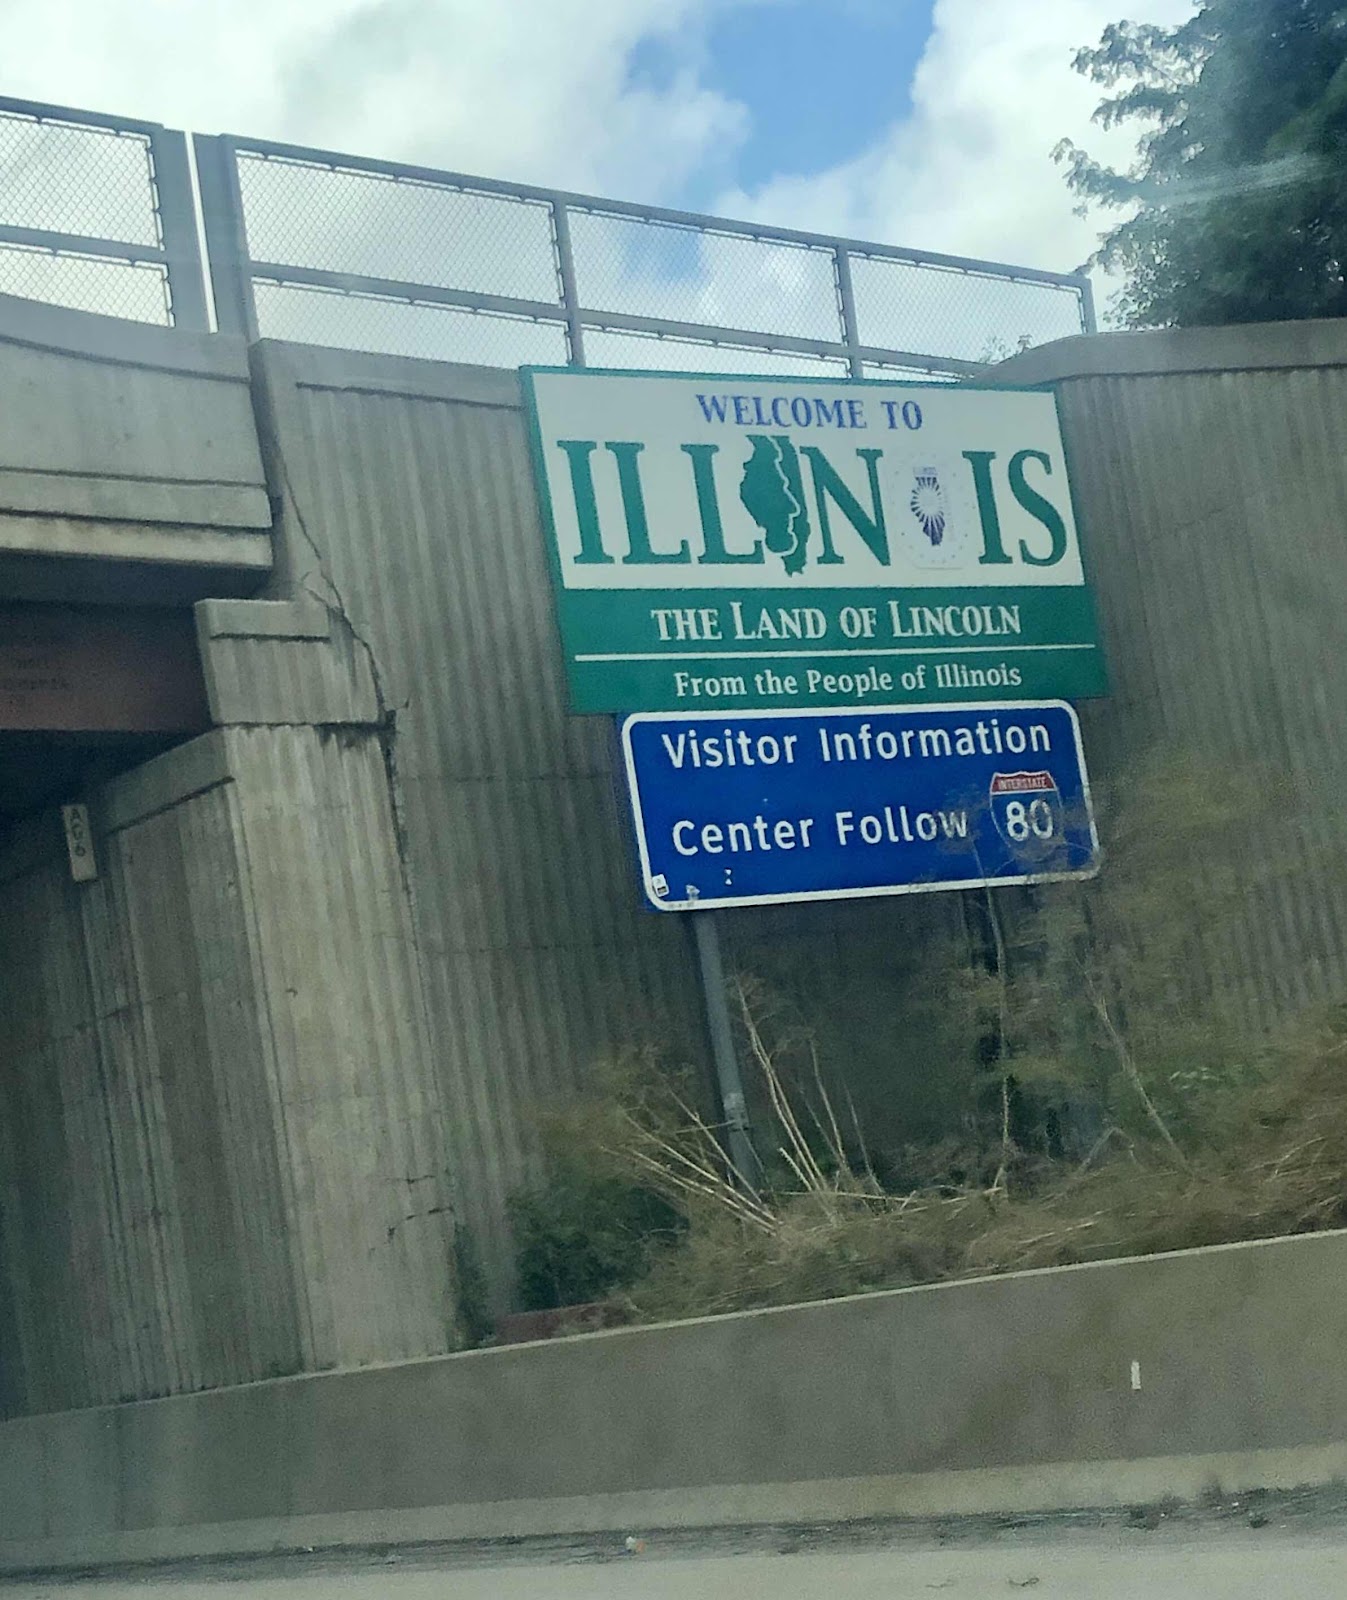 WELCOME TO
ILLINOIS
THE LAND OF LINCOLN
From the People of Illinois
Visitor Information
Center Follow INTERSTATE 80